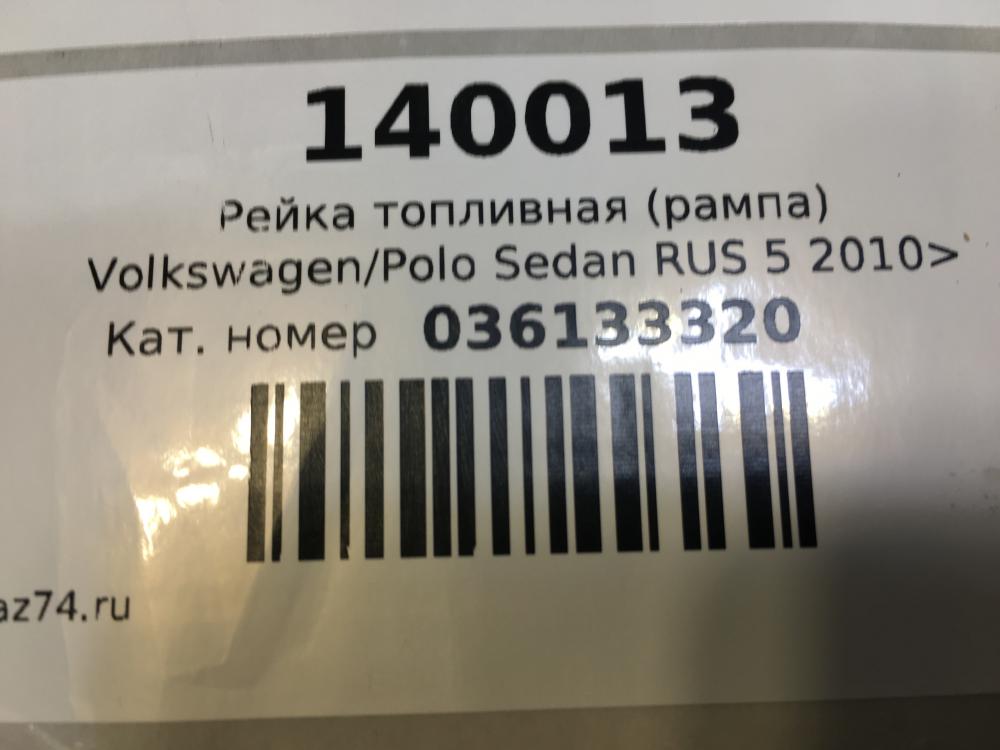 140013
Рейка топливная (рампа)
Volkswagen/Polo Sedan RUS 5 2010>
Кат. номер 036133320
az74.ru